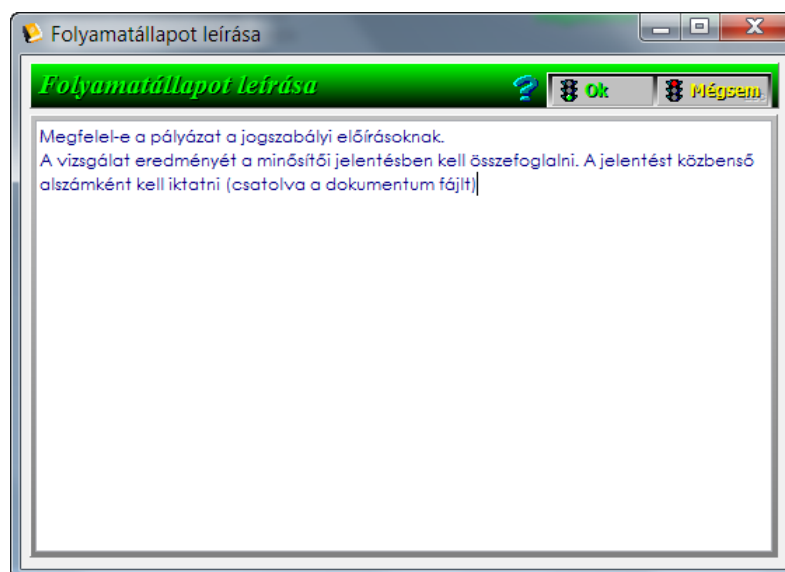 Folyamatállapot leírása
Folyamatállapot leírása
? Ok Mégsem
Megfelel-e a pályázat a jogszabályi előírásoknak.
A vizsgálat eredményét a minősítői jelentésben kell összefoglalni. A jelentést közbenső
alszámként kell iktatni (csatolva a dokumentum fájlt)